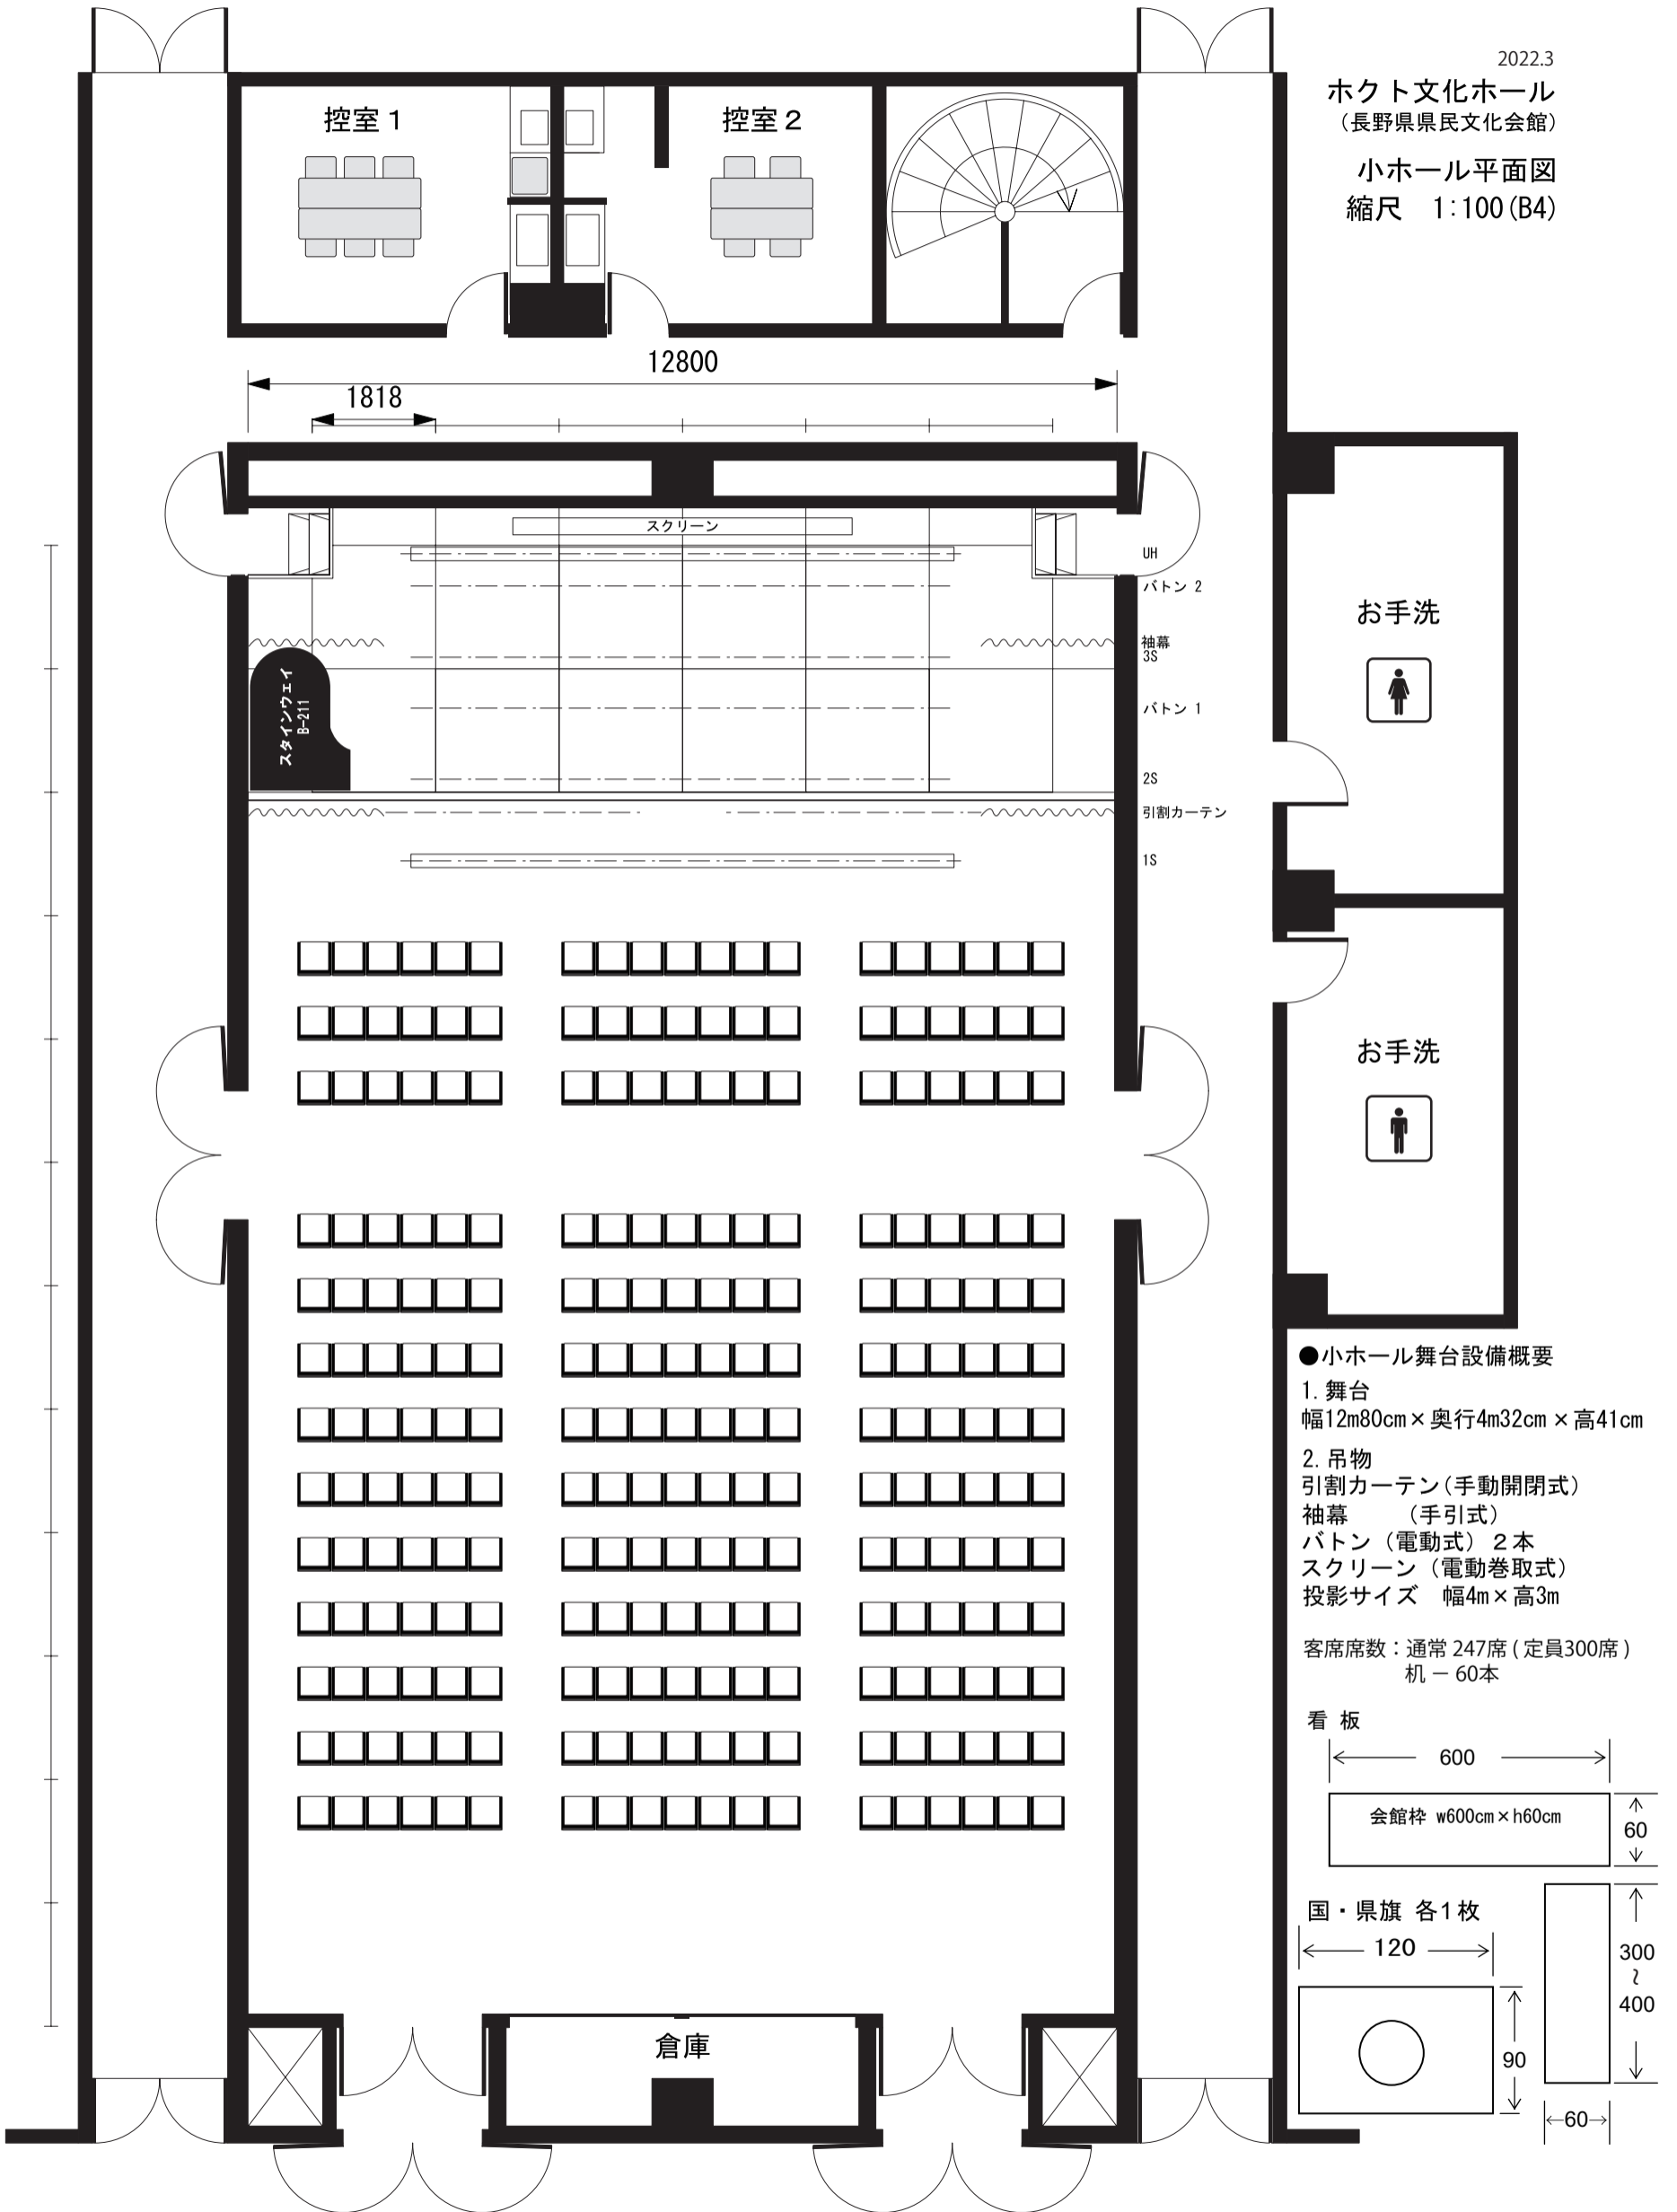 2022.3
ホクト文化ホール
（長野県県民文化会館）
小ホール平面図
縮尺　1:100(B4)
控室１
控室２
12800
1818
スクリーン
UH
バトン 2
袖幕
3S
スタインウェイ
B-211
バトン 1
2S
引割カーテン
1S
お手洗
お手洗
●小ホール舞台設備概要
1. 舞台
幅12m80cm×奥行4m32cm×高41cm
2. 吊物
引割カーテン(手動開閉式)
袖幕　　（手引式）
バトン（電動式）２本
スクリーン（電動巻取式）
投影サイズ　幅4m×高3m
客席席数：通常 247席 ( 定員300席 )
机 － 60本
看 板
600
会館枠 w600cm×h60cm
60
国・県旗 各1枚
120
90
300
～
400
60
倉庫